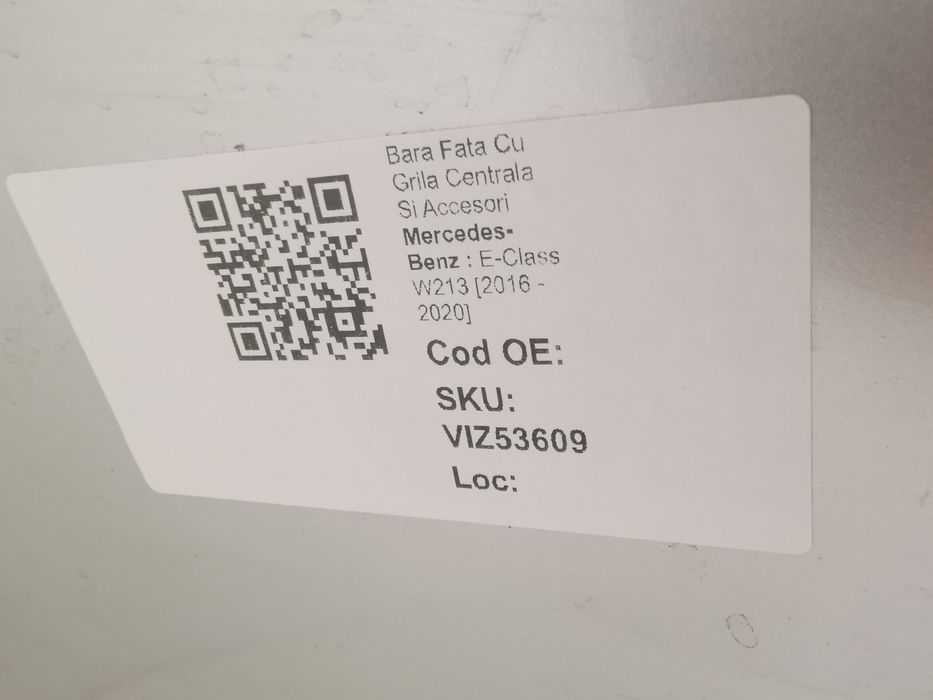 Bara Fata Cu
Grila Centrala
Si Accesori
Mercedes-
Benz : E-Class
W213 [2016 -
2020]
Cod OE:
SKU:
VIZ53609
Loc: